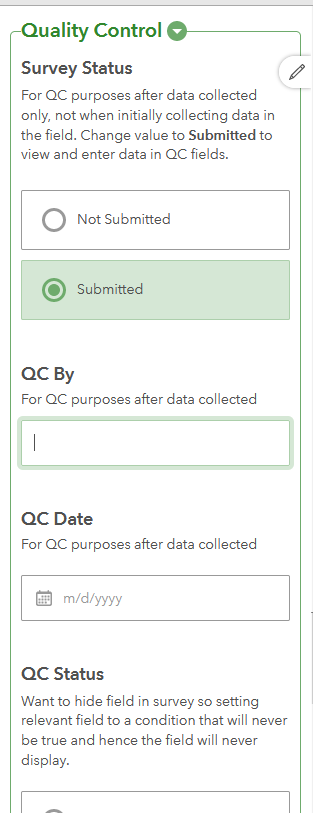 Quality Control
Survey Status
For QC purposes after data collected
only, not when initially collecting data in
the field. Change value to Submitted to
view and enter data in QC fields.
Not Submitted
Submitted
QC By
For QC purposes after data collected
QC Date
For QC purposes after data collected
m/d/yyyy
QC Status
Want to hide field in survey so setting
relevant field to a condition that will never
be true and hence the field will never
display.